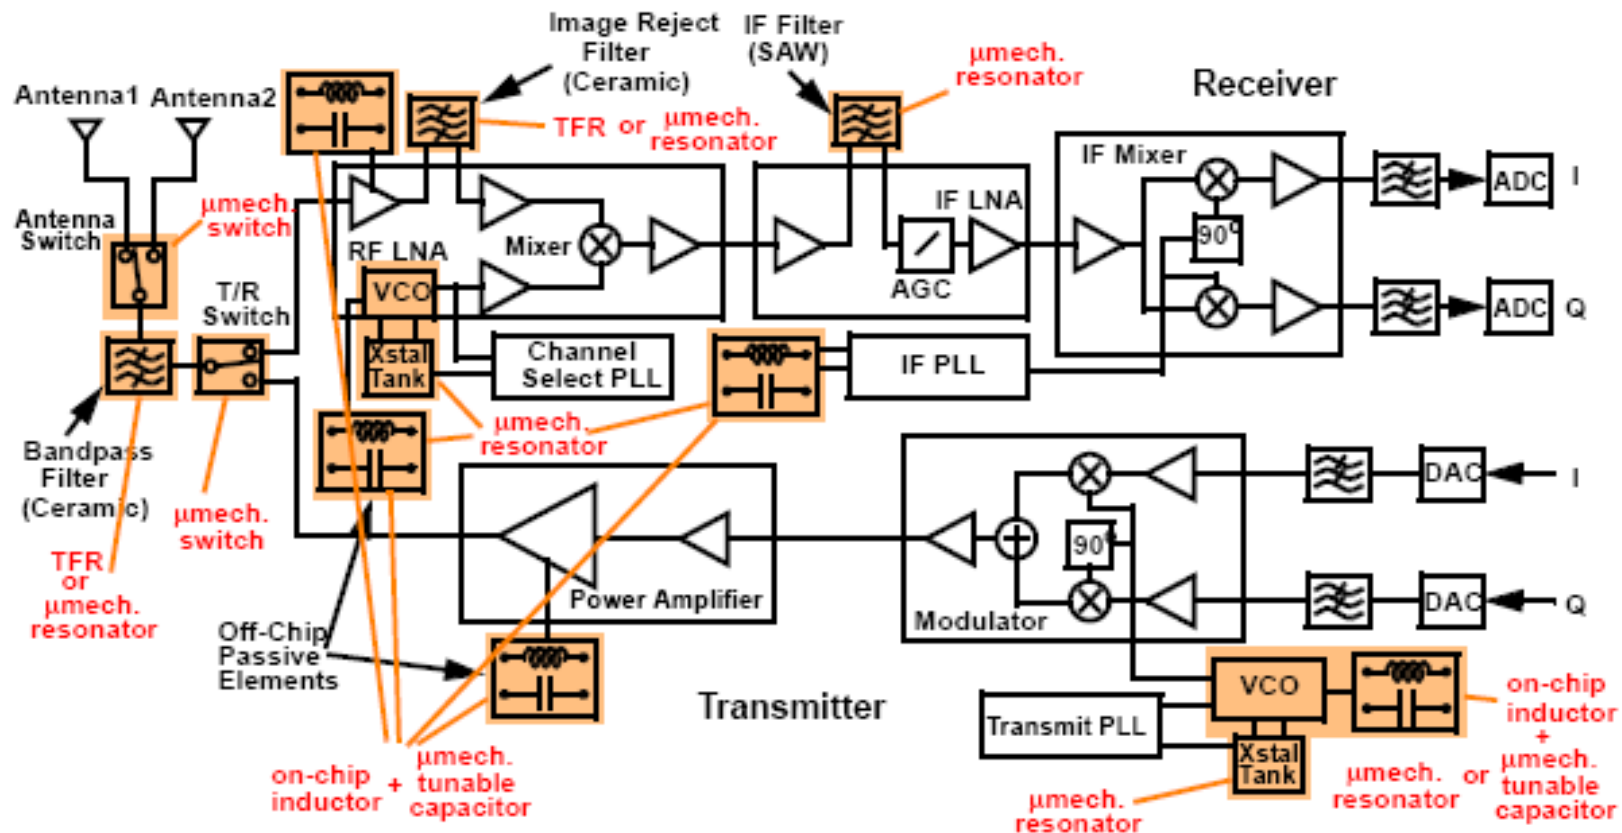 Image Reject
Filter
(Ceramic)
IF Filter
(SAW)
µmech.
resonator
Receiver
Antenna1
Antenna2
TFR or µmech.
resonator
IF Mixer
ADC
I
µmech.
switch
Antenna
Switch
IF LNA
RF LNA
Mixer
90°
AGC
T/R
Switch
VCO
ADC
Q
Xstal
Tank
Channel
Select PLL
IF PLL
µmech.
resonator
Bandpass
Filter
(Ceramic)
DAC
I
µmech.
switch
90°
TFR
or
µmech.
resonator
Power Amplifier
Modulator
DAC
Q
Off-Chip
Passive
Elements
Transmitter
VCO
Transmit PLL
Xstal
Tank
on-chip
inductor
+
µmech.
tunable
capacitor
on-chip
inductor
+
µmech.
tunable
capacitor
µmech.
resonator
or
µmech.
resonator